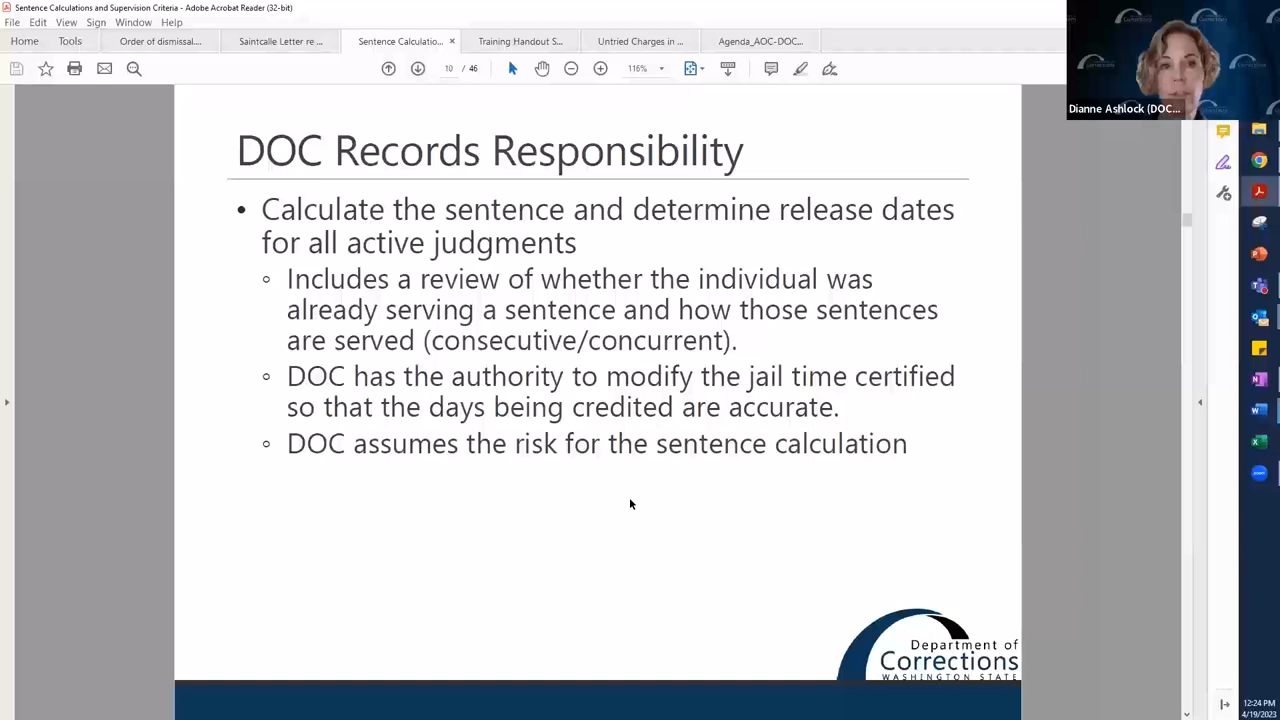 Sentence Calculations and Supervision Criteria - Adobe Acrobat Reader (32-bit)
File Edit View Sign Window Help
Home Tools Order of dismissal.... Saintcalle Letter re ... Sentence Calculatio... × Training Handout S... Untried Charges in ... Agenda_AOC-DOC...
10 / 46 116%
Dianne Ashlock (DOC...
DOC Records Responsibility
• Calculate the sentence and determine release dates
for all active judgments
◦ Includes a review of whether the individual was
already serving a sentence and how those sentences
are served (consecutive/concurrent).
◦ DOC has the authority to modify the jail time certified
so that the days being credited are accurate.
◦ DOC assumes the risk for the sentence calculation
Department of
Corrections
WASHINGTON STATE
12:24 PM
4/19/2023